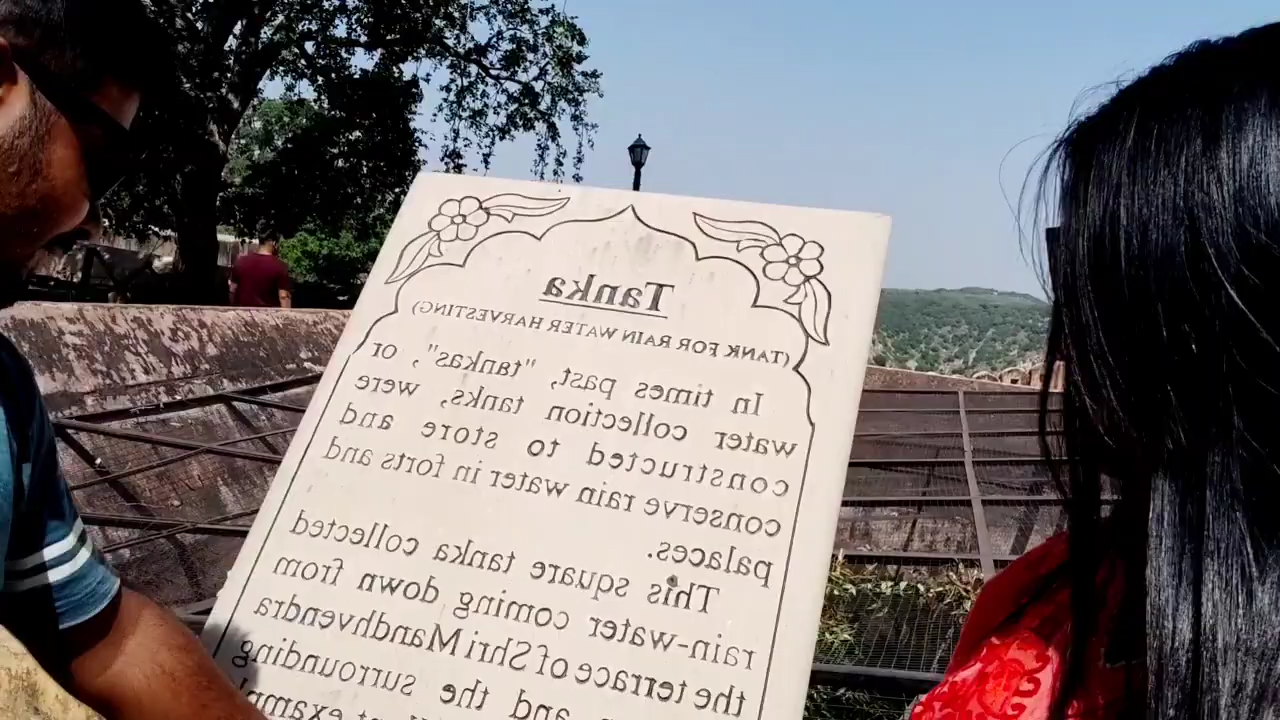 Tanka
(TANK FOR RAIN WATER HARVESTING)
In times past, "tankas", or
water collection tanks, were
constructed to store and
conserve rain water in forts and
palaces.
This square tanka collected
rain-water coming down from
the terrace of Shri Mandhvendra
and the surrounding